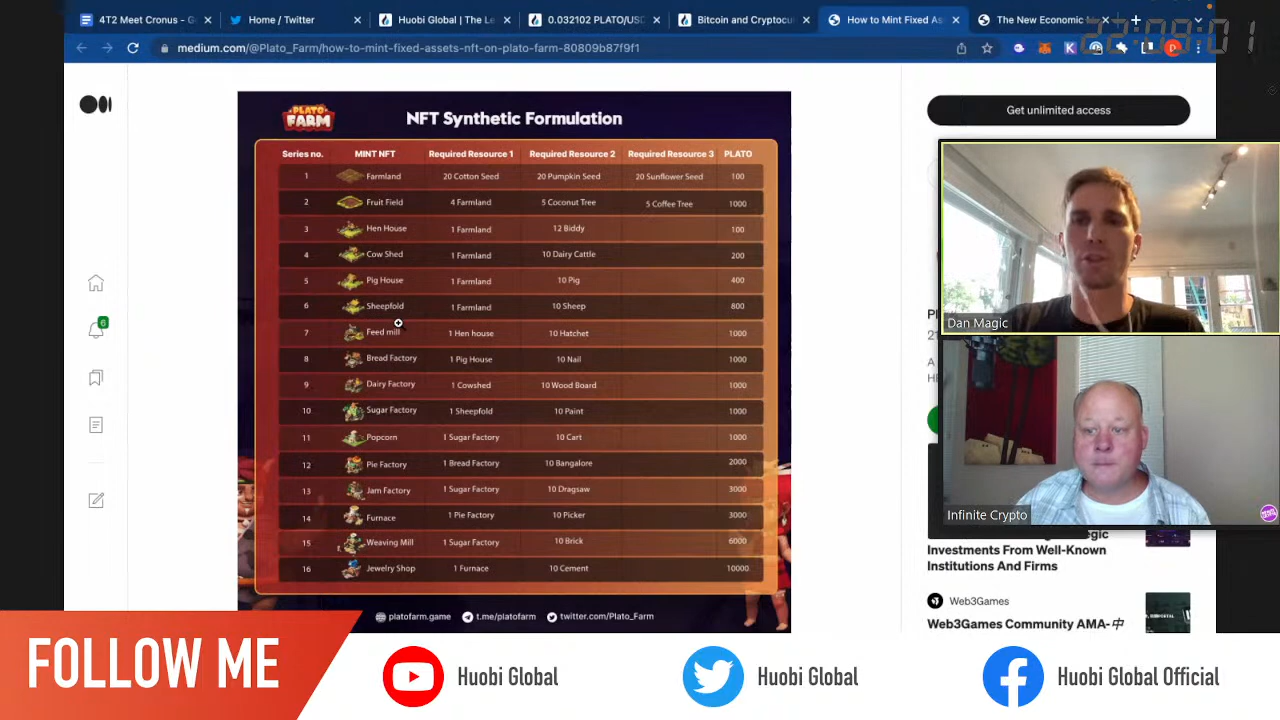 4T2 Meet Cronus - G
Home / Twitter
Huobi Global | The Le
0.032102 PLATO/USD
Bitcoin and Cryptocu
How to Mint Fixed As
The New Economic
22:09:01
medium.com/@Plato_Farm/how-to-mint-fixed-assets-nft-on-plato-farm-80809b87f9f1
PLATO FARM
NFT Synthetic Formulation
Series no. MINT NFT Required Resource 1 Required Resource 2 Required Resource 3 PLATO
1 Farmland 20 Cotton Seed 20 Pumpkin Seed 20 Sunflower Seed 100
2 Fruit Field 4 Farmland 5 Coconut Tree 5 Coffee Tree 1000
3 Hen House 1 Farmland 12 Biddy 100
4 Cow Shed 1 Farmland 10 Dairy Cattle 200
5 Pig House 1 Farmland 10 Pig 400
6 Sheepfold 1 Farmland 10 Sheep 800
7 Feed mill 1 Hen house 10 Hatchet 1000
8 Bread Factory 1 Pig House 10 Nail 1000
9 Dairy Factory 1 Cowshed 10 Wood Board 1000
10 Sugar Factory 1 Sheepfold 10 Paint 1000
11 Popcorn 1 Sugar Factory 10 Cart 1000
12 Pie Factory 1 Bread Factory 10 Bangalore 2000
13 Jam Factory 1 Sugar Factory 10 Dragsaw 3000
14 Furnace 1 Pie Factory 10 Picker 3000
15 Weaving Mill 1 Sugar Factory 10 Brick 6000
16 Jewelry Shop 1 Furnace 10 Cement 10000
platofarm.game t.me/platofarm twitter.com/Plato_Farm
6
Get unlimited access
Dan Magic
Infinite Crypto
Investments From Well-Known
Institutions And Firms
Web3Games
Web3Games Community AMA-中
FOLLOW ME
Huobi Global
Huobi Global
Huobi Global Official